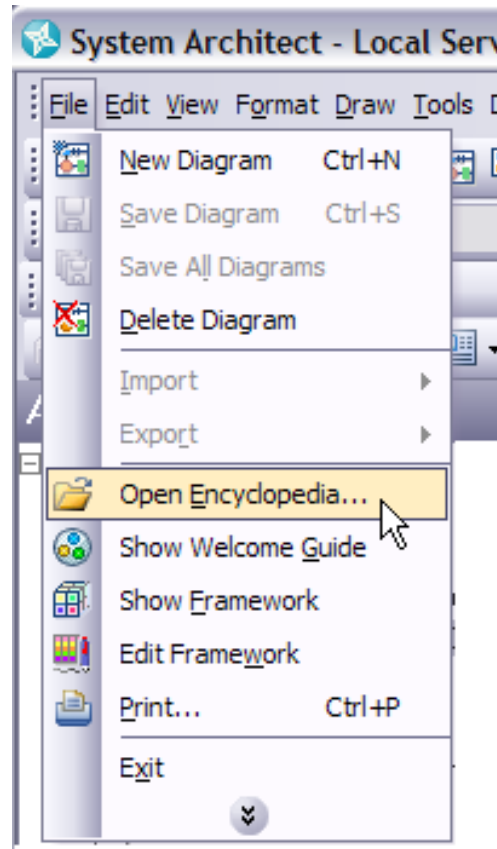 System Architect - Local Serv
File Edit View Format Draw Tools D
New Diagram Ctrl+N
Save Diagram Ctrl+S
Save All Diagrams
Delete Diagram
Import
Export
Open Encyclopedia...
Show Welcome Guide
Show Framework
Edit Framework
Print... Ctrl+P
Exit